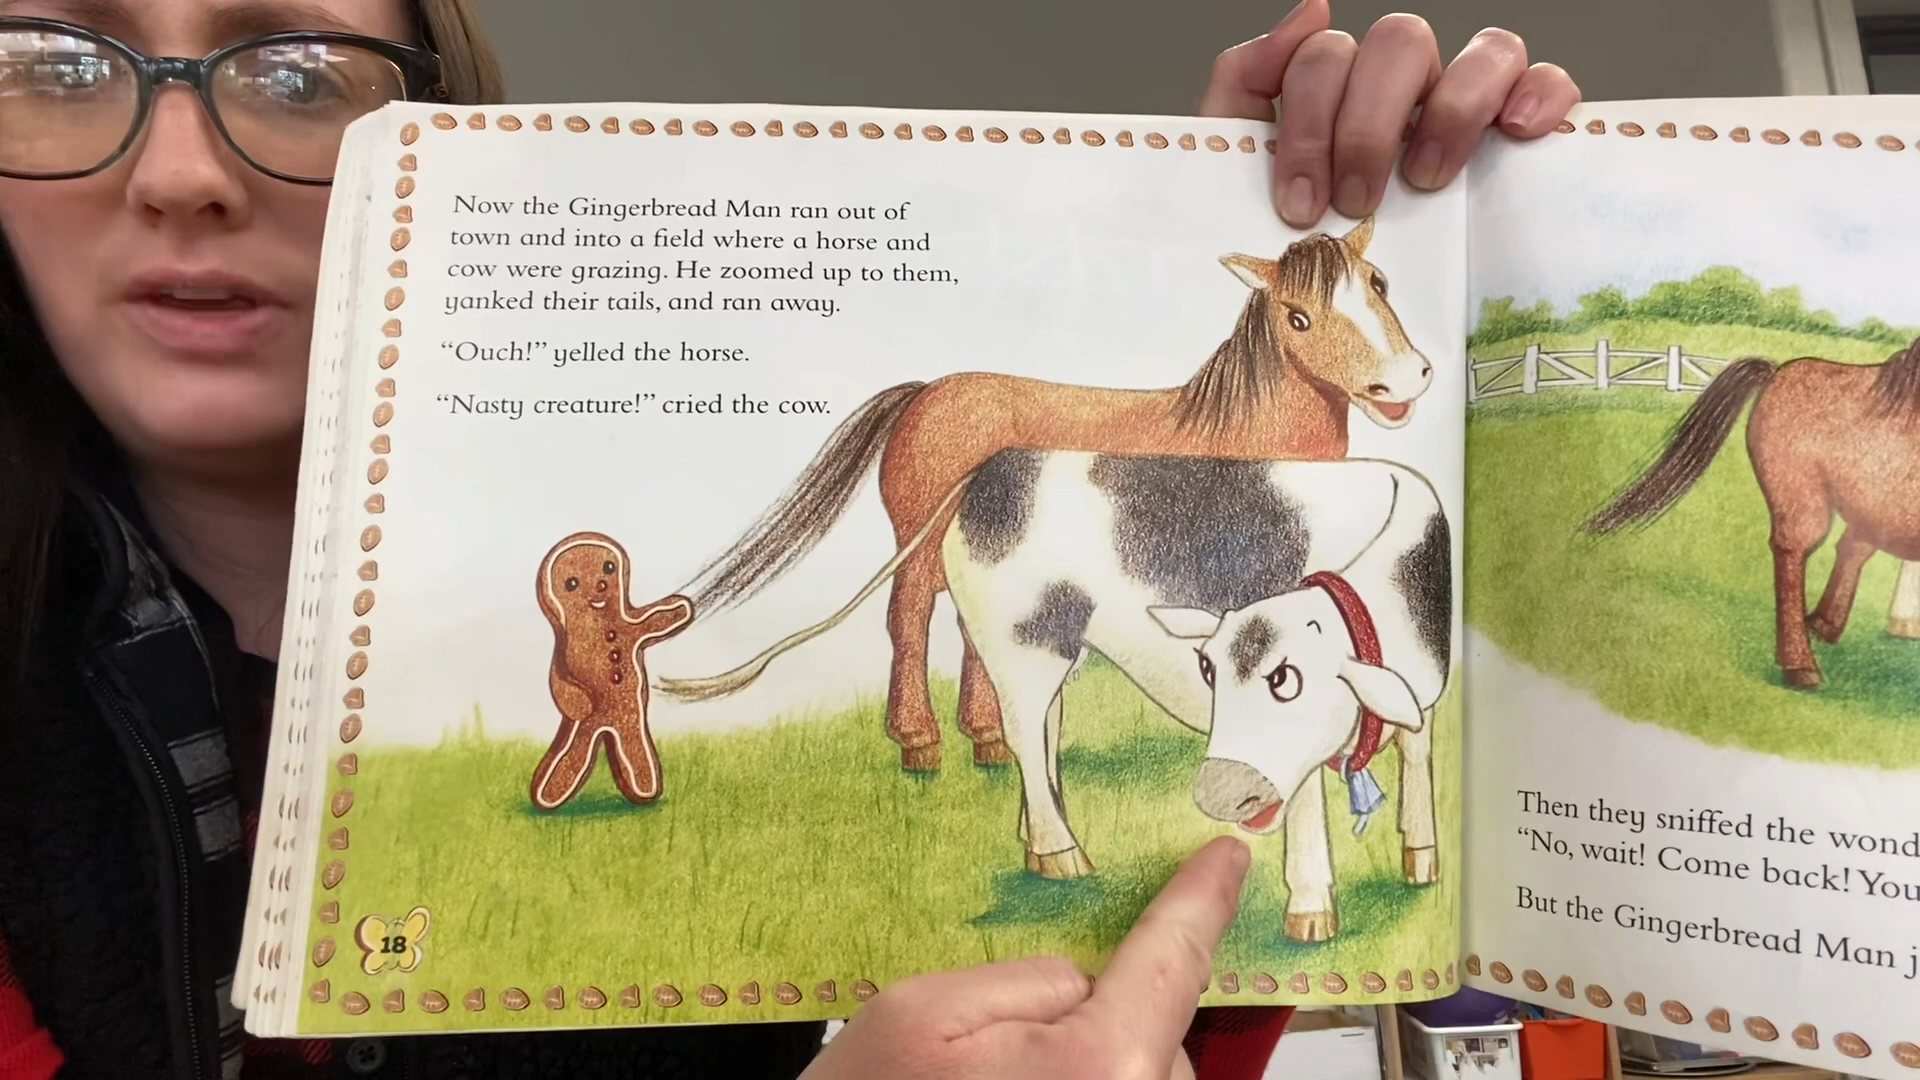 Now the Gingerbread Man ran out of
town and into a field where a horse and
cow were grazing. He zoomed up to them,
yanked their tails, and ran away.
“Ouch!” yelled the horse.
“Nasty creature!” cried the cow.
18
Then they sniffed the
“No, wait! Come back! You
But the Gingerbread Man